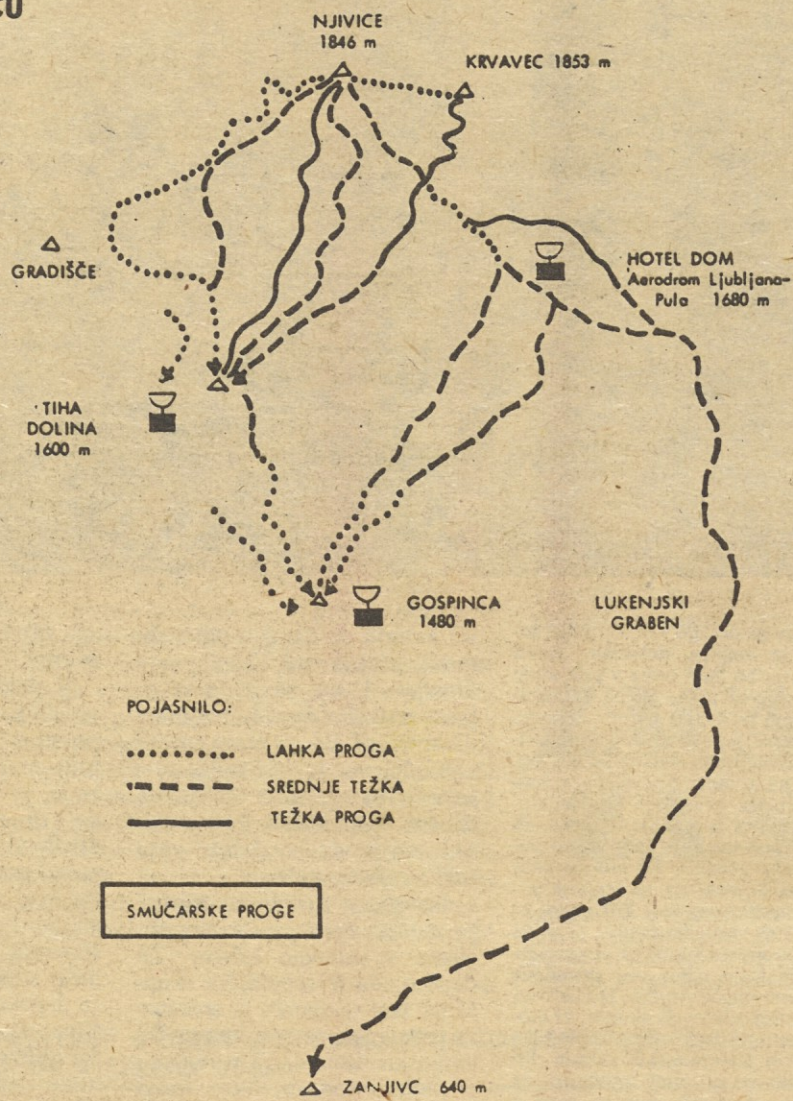 NJIVICE
1846 m
KRVAVEC 1853 m
GRADIŠČE
HOTEL DOM
Aerodrom Ljubljana-
Pula 1680 m
TIHA
DOLINA
1600 m
GOSPINCA
1480 m
LUKENJSKI
GRABEN
POJASNILO:
LAHKA PROGA
SREDNJE TEŽKA
TEŽKA PROGA
SMUČARSKE PROGE
ZANJIVC 640 m